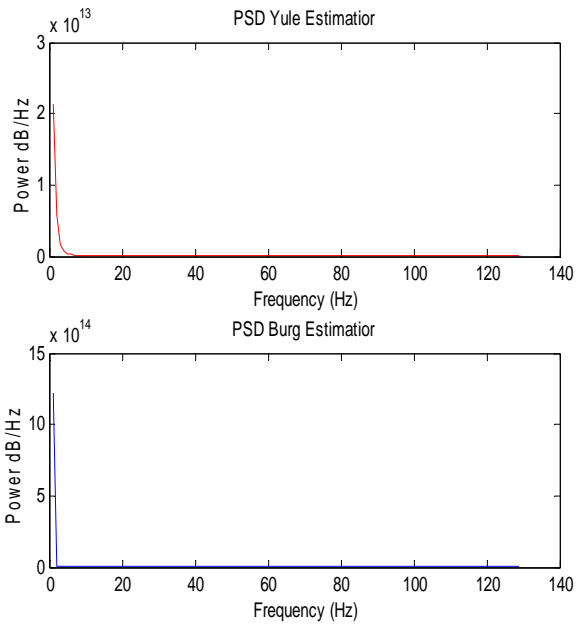 PSD Yule Estimatior
x 10^13
3
2
1
0
Power dB/Hz
0 20 40 60 80 100 120 140
Frequency (Hz)
PSD Burg Estimatior
x 10^14
15
10
5
0
Power dB/Hz
0 20 40 60 80 100 120 140
Frequency (Hz)